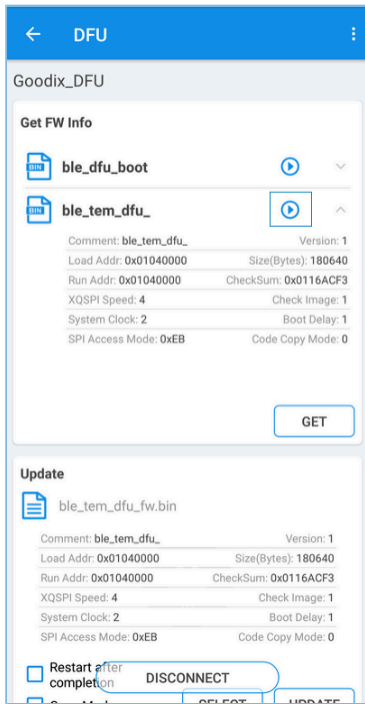 DFU
Goodix_DFU
Get FW Info
BIN ble_dfu_boot
BIN ble_tem_dfu_
Comment: ble_tem_dfu_ Version: 1
Load Addr: 0x01040000 Size(Bytes): 180640
Run Addr: 0x01040000 CheckSum: 0x0116ACF3
XQSPI Speed: 4 Check Image: 1
System Clock: 2 Boot Delay: 1
SPI Access Mode: 0xEB Code Copy Mode: 0
GET
Update
ble_tem_dfu_fw.bin
Comment: ble_tem_dfu_ Version: 1
Load Addr: 0x01040000 Size(Bytes): 180640
Run Addr: 0x01040000 CheckSum: 0x0116ACF3
XQSPI Speed: 4 Check Image: 1
System Clock: 2 Boot Delay: 1
SPI Access Mode: 0xEB Code Copy Mode: 0
Restart after
completion
DISCONNECT
SELECT UPDATE